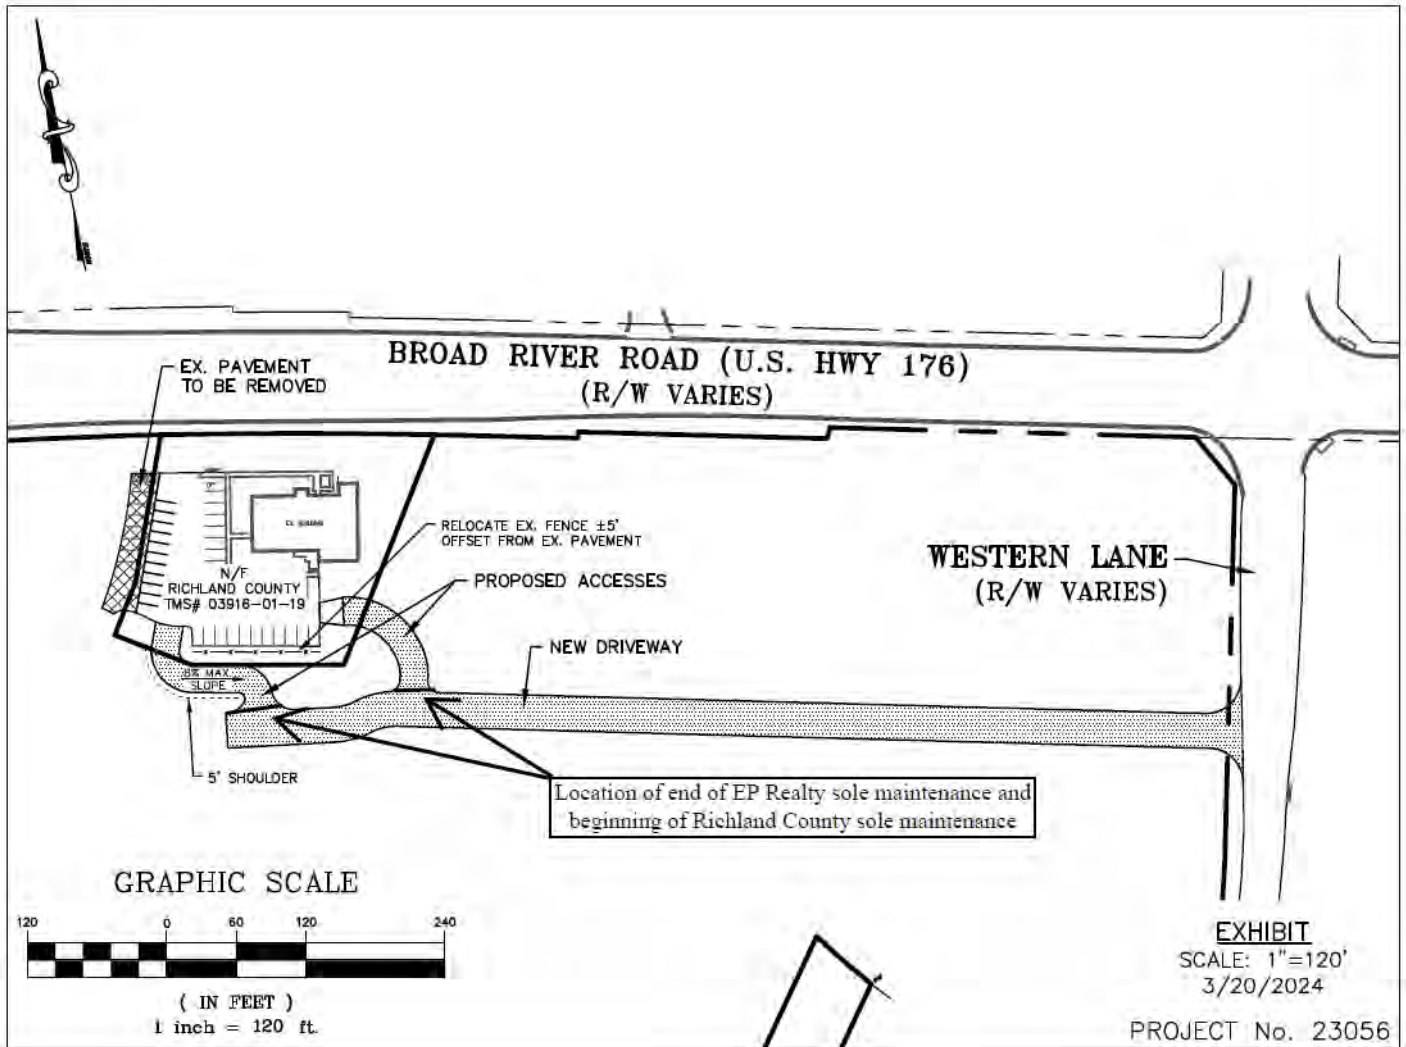 BROAD RIVER ROAD (U.S. HWY 176)
(R/W VARIES)
EX. PAVEMENT
TO BE REMOVED
RELOCATE EX. FENCE ±5'
OFFSET FROM EX. PAVEMENT
N/F
RICHLAND COUNTY
TMS# 03916-01-19
PROPOSED ACCESSES
WESTERN LANE
(R/W VARIES)
NEW DRIVEWAY
8% MAX.
SLOPE
5' SHOULDER
Location of end of EP Realty sole maintenance and
beginning of Richland County sole maintenance
GRAPHIC SCALE
120 0 60 120 240
( IN FEET )
1 inch = 120 ft.
EXHIBIT
SCALE: 1"=120'
3/20/2024
PROJECT No. 23056